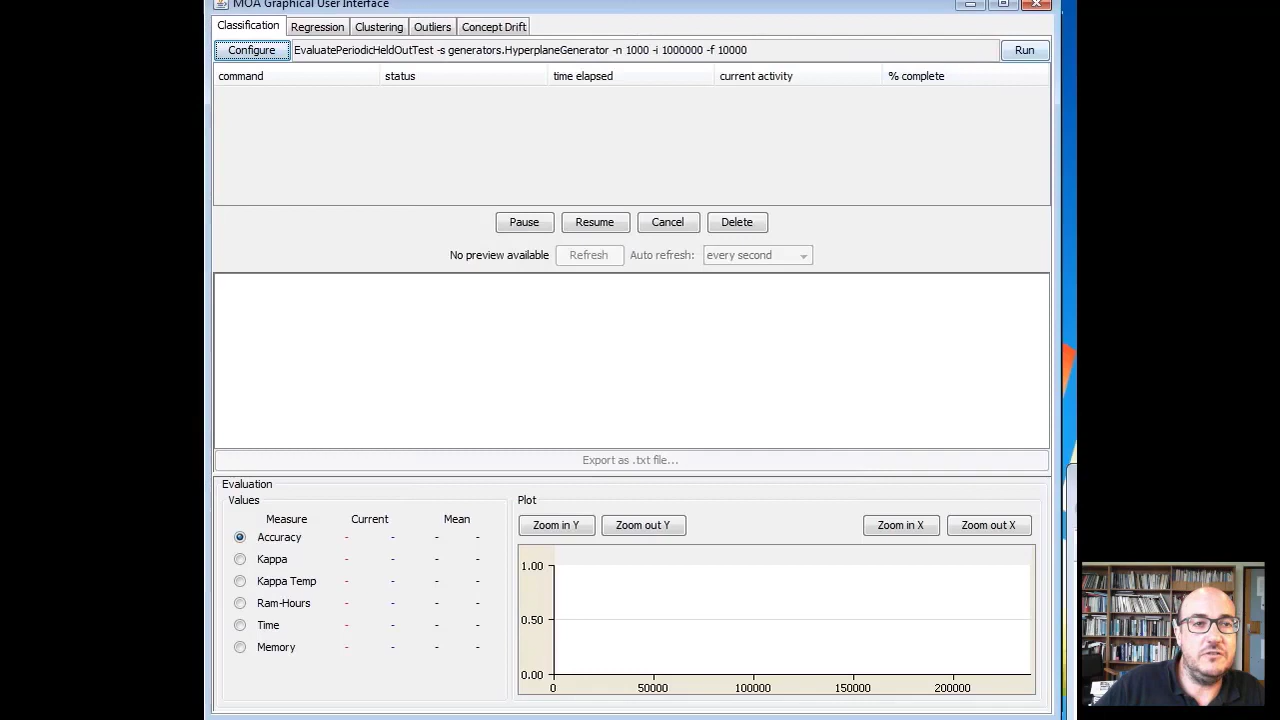 MOA Graphical User Interface
Classification Regression Clustering Outliers Concept Drift
Configure EvaluatePeriodicHeldOutTest -s generators.HyperplaneGenerator -n 1000 -i 1000000 -f 10000 Run
command status time elapsed current activity % complete
Pause Resume Cancel Delete
No preview available Refresh Auto refresh: every second
Export as .txt file...
Evaluation
Values Plot
Measure Current Mean
Zoom in Y Zoom out Y Zoom in X Zoom out X
Accuracy - - - -
Kappa - - - -
Kappa Temp - - - -
Ram-Hours - - - -
Time - - - -
Memory - - - -
1.00
0.50
0.00
0 50000 100000 150000 200000